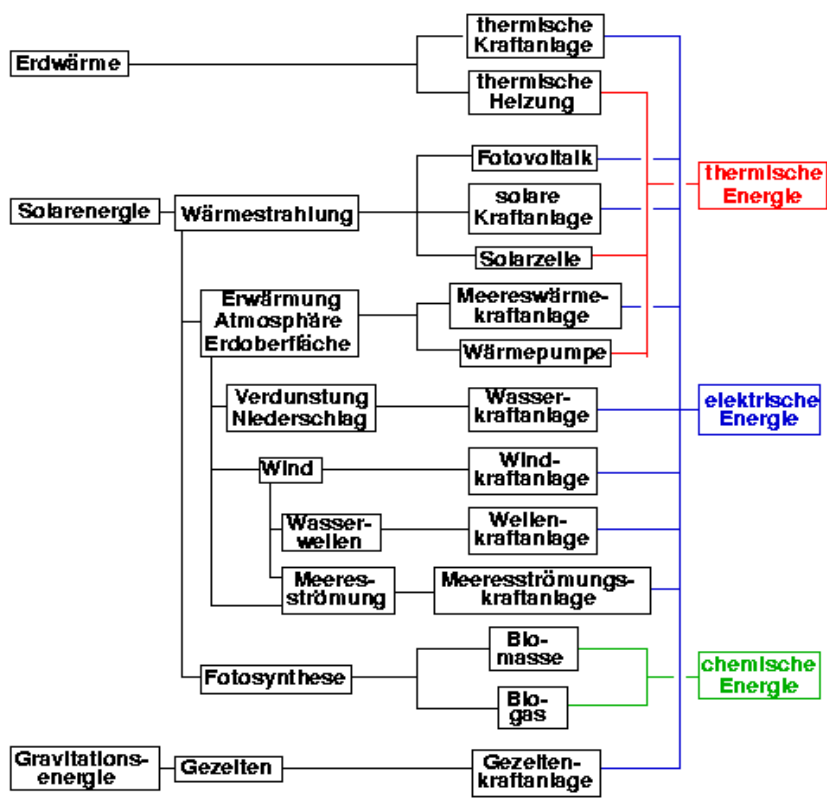 thermische
Kraftanlage
Erdwärme
thermische
Heizung
Fotovoltaik
thermische
Energie
solare
Kraftanlage
Solarenergie
Wärmestrahlung
Solarzelle
Erwärmung
Atmosphäre
Erdoberfläche
Meereswärme-
kraftanlage
Wärmepumpe
Verdunstung
Niederschlag
Wasser-
kraftanlage
elektrische
Energie
Wind
Wind-
kraftanlage
Wasser-
wellen
Wellen-
kraftanlage
Meeres-
strömung
Meeresströmungs-
kraftanlage
Bio-
masse
chemische
Energie
Fotosynthese
Bio-
gas
Gravitations-
energie
Gezeiten
Gezeiten-
kraftanlage